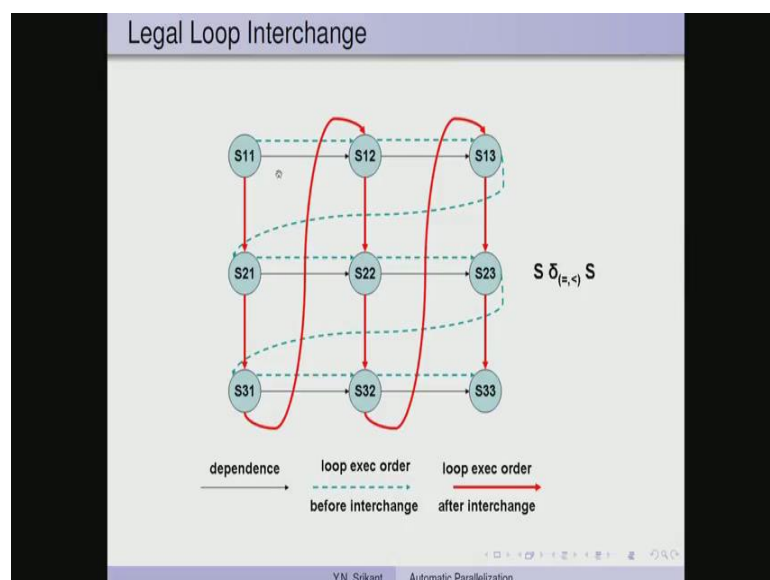 Legal Loop Interchange
S11 S12 S13
S21 S22 S23
S δ(=,<) S
S31 S32 S33
dependence loop exec order loop exec order
before interchange after interchange
Y.N. Srikant Automatic Parallelization